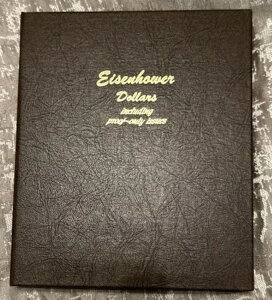 Eisenhower
Dollars
including
proof-only issues